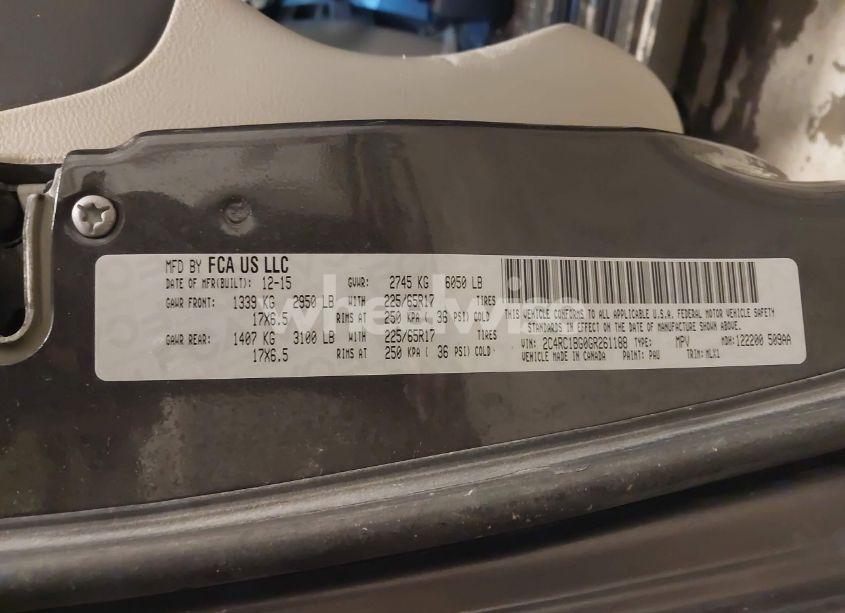 MFD BY FCA US LLC
DATE OF MFR(BUILT): 12-15 GVWR: 2745 KG 6050 LB
GAWR FRONT: 1339 KG 2950 LB WITH 225/65R17 TIRES
17X6.5 RIMS AT 250 KPA ( 36 PSI) COLD
GAWR REAR: 1407 KG 3100 LB WITH 225/65R17 TIRES
17X6.5 RIMS AT 250 KPA ( 36 PSI) COLD
THIS VEHICLE CONFORMS TO ALL APPLICABLE U.S.A. FEDERAL MOTOR VEHICLE SAFETY
STANDARDS IN EFFECT ON THE DATE OF MANUFACTURE SHOWN ABOVE.
VIN: 2C4RC1BG0GR261188 TYPE: MPV MDH: 122200 509AA
VEHICLE MADE IN CANADA PAINT: PAU TRIM: MLX1